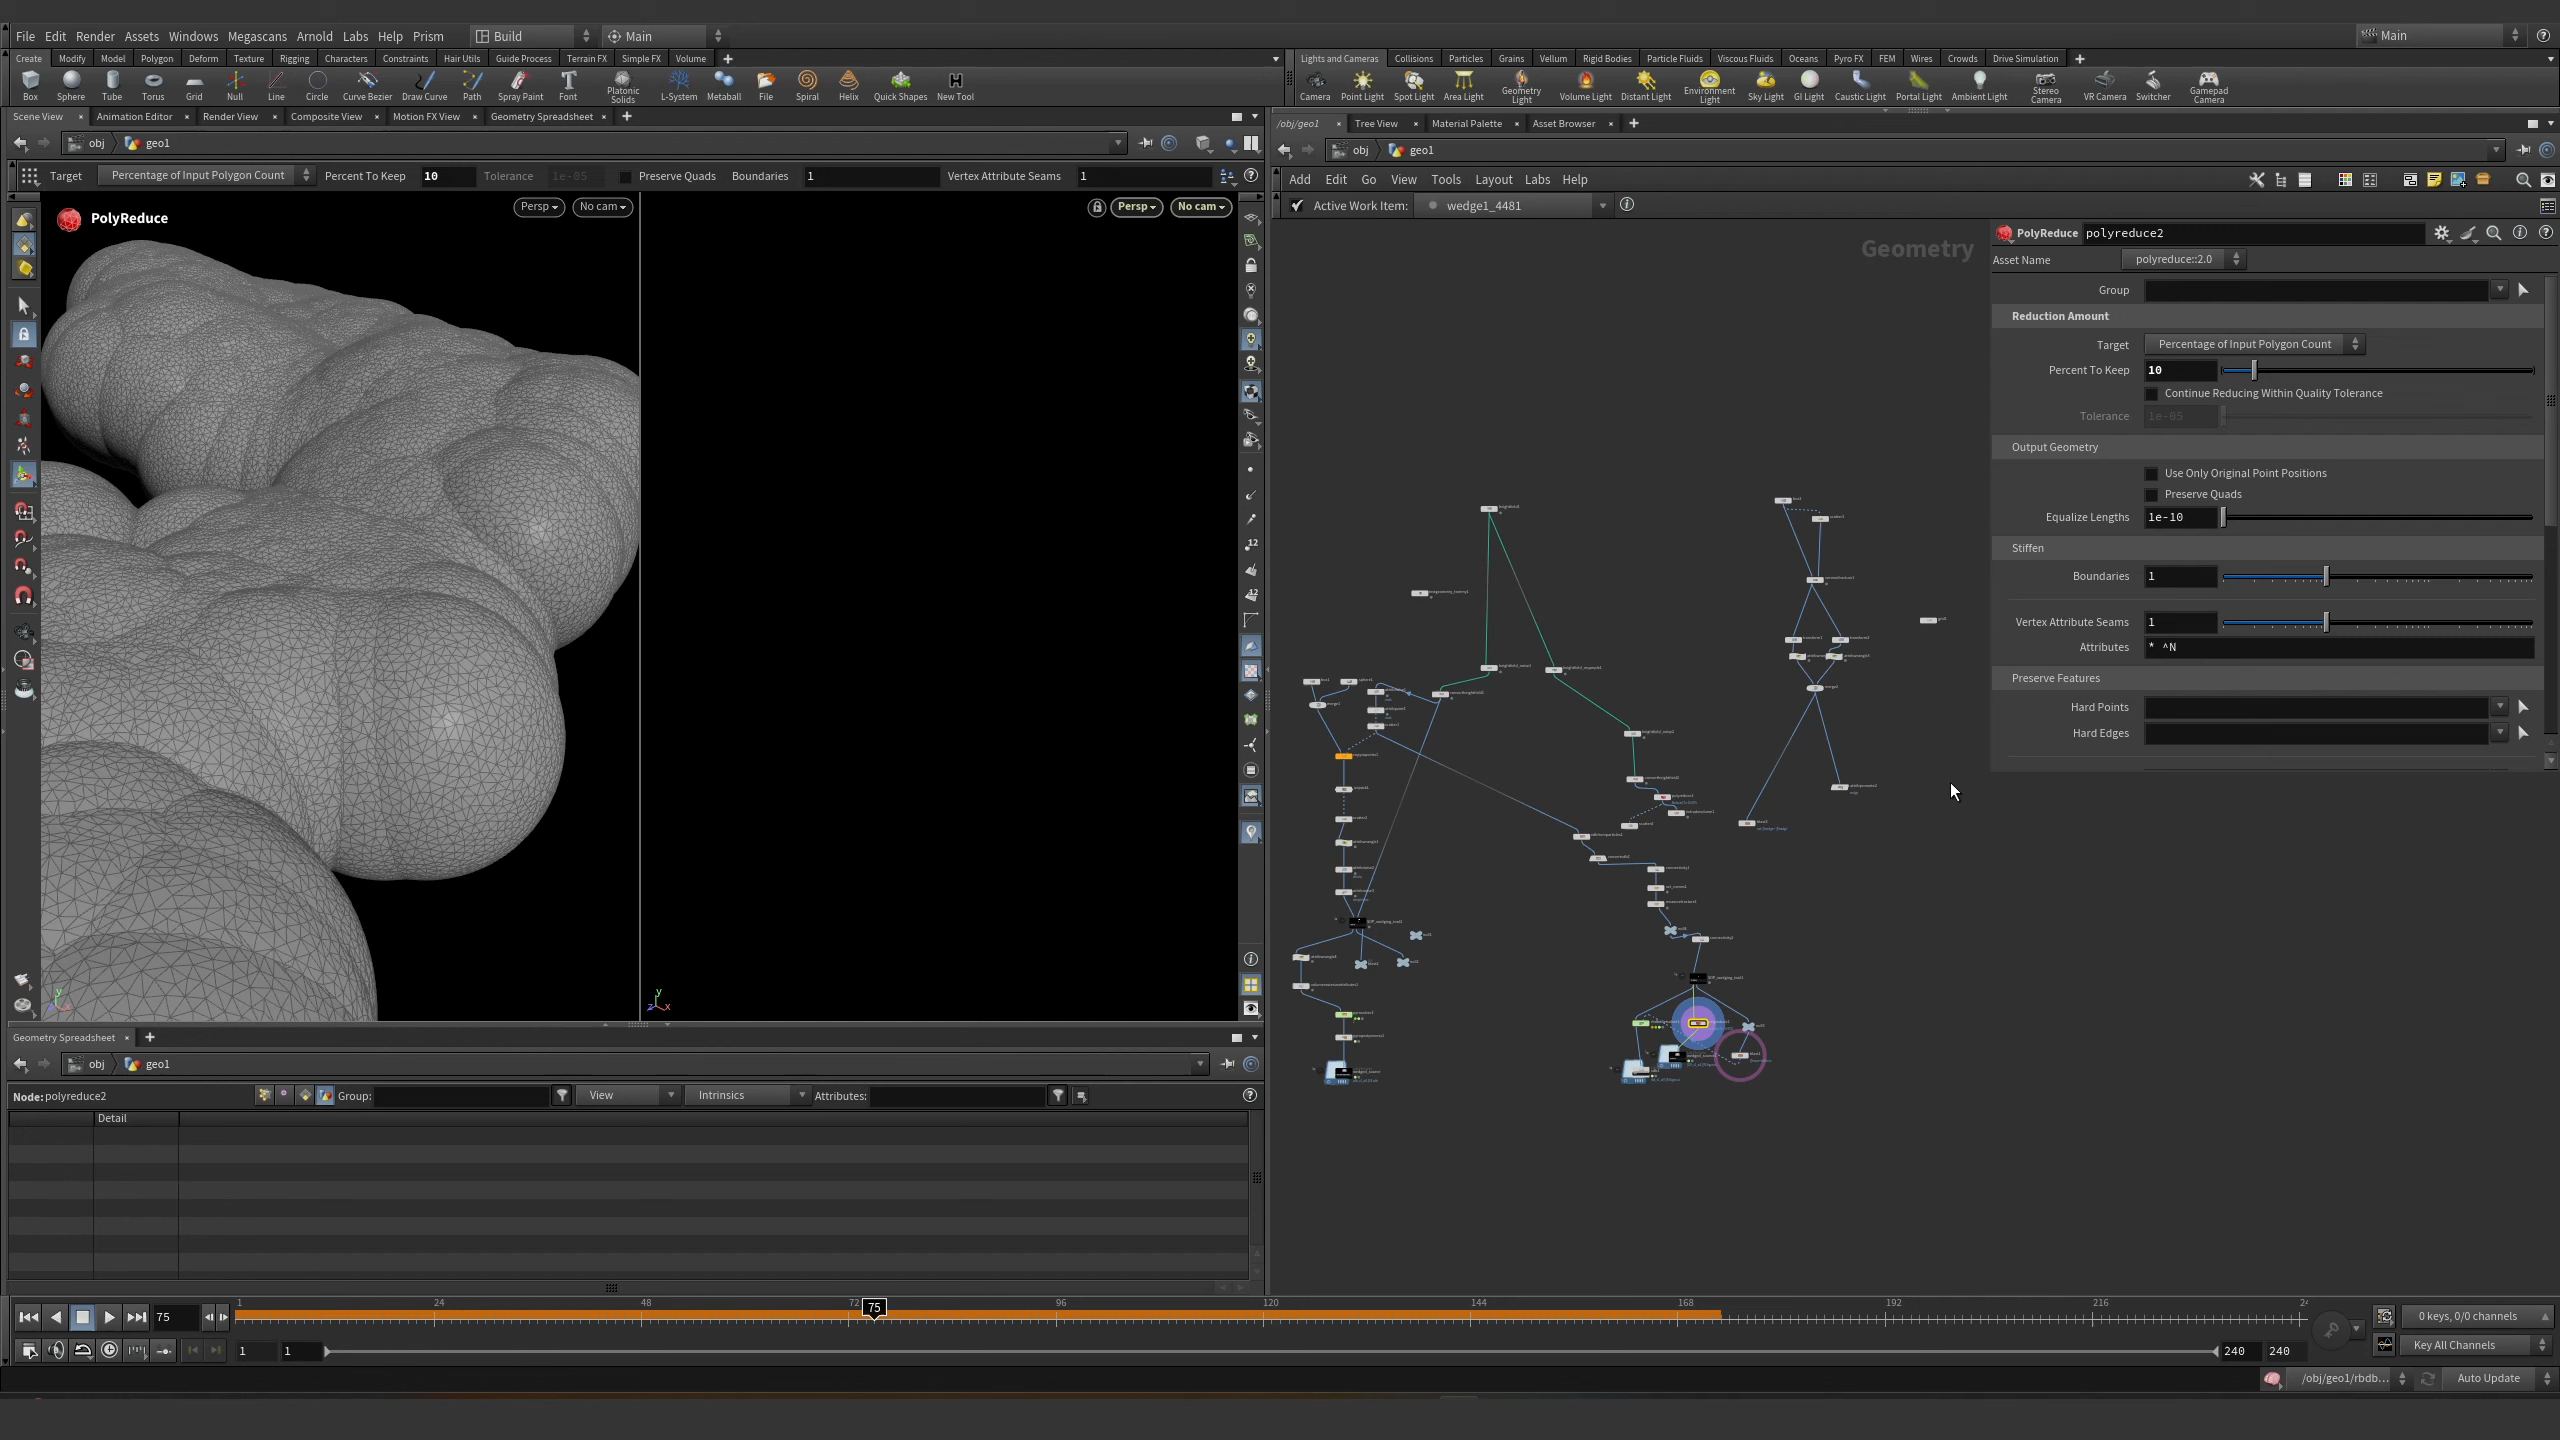 File Edit Render Assets Windows Megascans Arnold Labs Help Prism Build Main Main
Create Modify Model Polygon Deform Texture Rigging Characters Constraints Hair Utils Guide Process Terrain FX Simple FX Volume
Lights and Cameras Collisions Particles Grains Vellum Rigid Bodies Particle Fluids Viscous Fluids Oceans Pyro FX FEM Wires Crowds Drive Simulation
Box Sphere Tube Torus Grid Null Line Circle Curve Bezier Draw Curve Path Spray Paint Font Platonic Solids L-System Metaball File Spiral Helix Quick Shapes New Tool
Camera Point Light Spot Light Area Light Geometry Light Volume Light Distant Light Environment Light Sky Light GI Light Caustic Light Portal Light Ambient Light Stereo Camera VR Camera Switcher Gamepad Camera
Scene View Animation Editor Render View Composite View Motion FX View Geometry Spreadsheet
/obj/geo1 Tree View Material Palette Asset Browser
obj geo1
obj geo1
Target Percentage of Input Polygon Count Percent To Keep 10 Tolerance 1e-05 Preserve Quads Boundaries 1 Vertex Attribute Seams 1
Add Edit Go View Tools Layout Labs Help
Active Work Item: wedge1_4481
PolyReduce
Persp No cam
Persp No cam
Geometry
PolyReduce polyreduce2
Asset Name polyreduce::2.0
Group
Reduction Amount
Target Percentage of Input Polygon Count
Percent To Keep 10
Continue Reducing Within Quality Tolerance
Tolerance 1e-05
Output Geometry
Use Only Original Point Positions
Preserve Quads
Equalize Lengths 1e-10
Stiffen
Boundaries 1
Vertex Attribute Seams 1
Attributes * ^N
Preserve Features
Hard Points
Hard Edges
12
12
y
z x
y
z x
Geometry Spreadsheet
obj geo1
Node: polyreduce2 Group: View Intrinsics Attributes:
Detail
75 1 24 48 72 75 96 120 144 168 192 216 24
0 keys, 0/0 channels
1 1 240 240 Key All Channels
/obj/geo1/rbdb... Auto Update